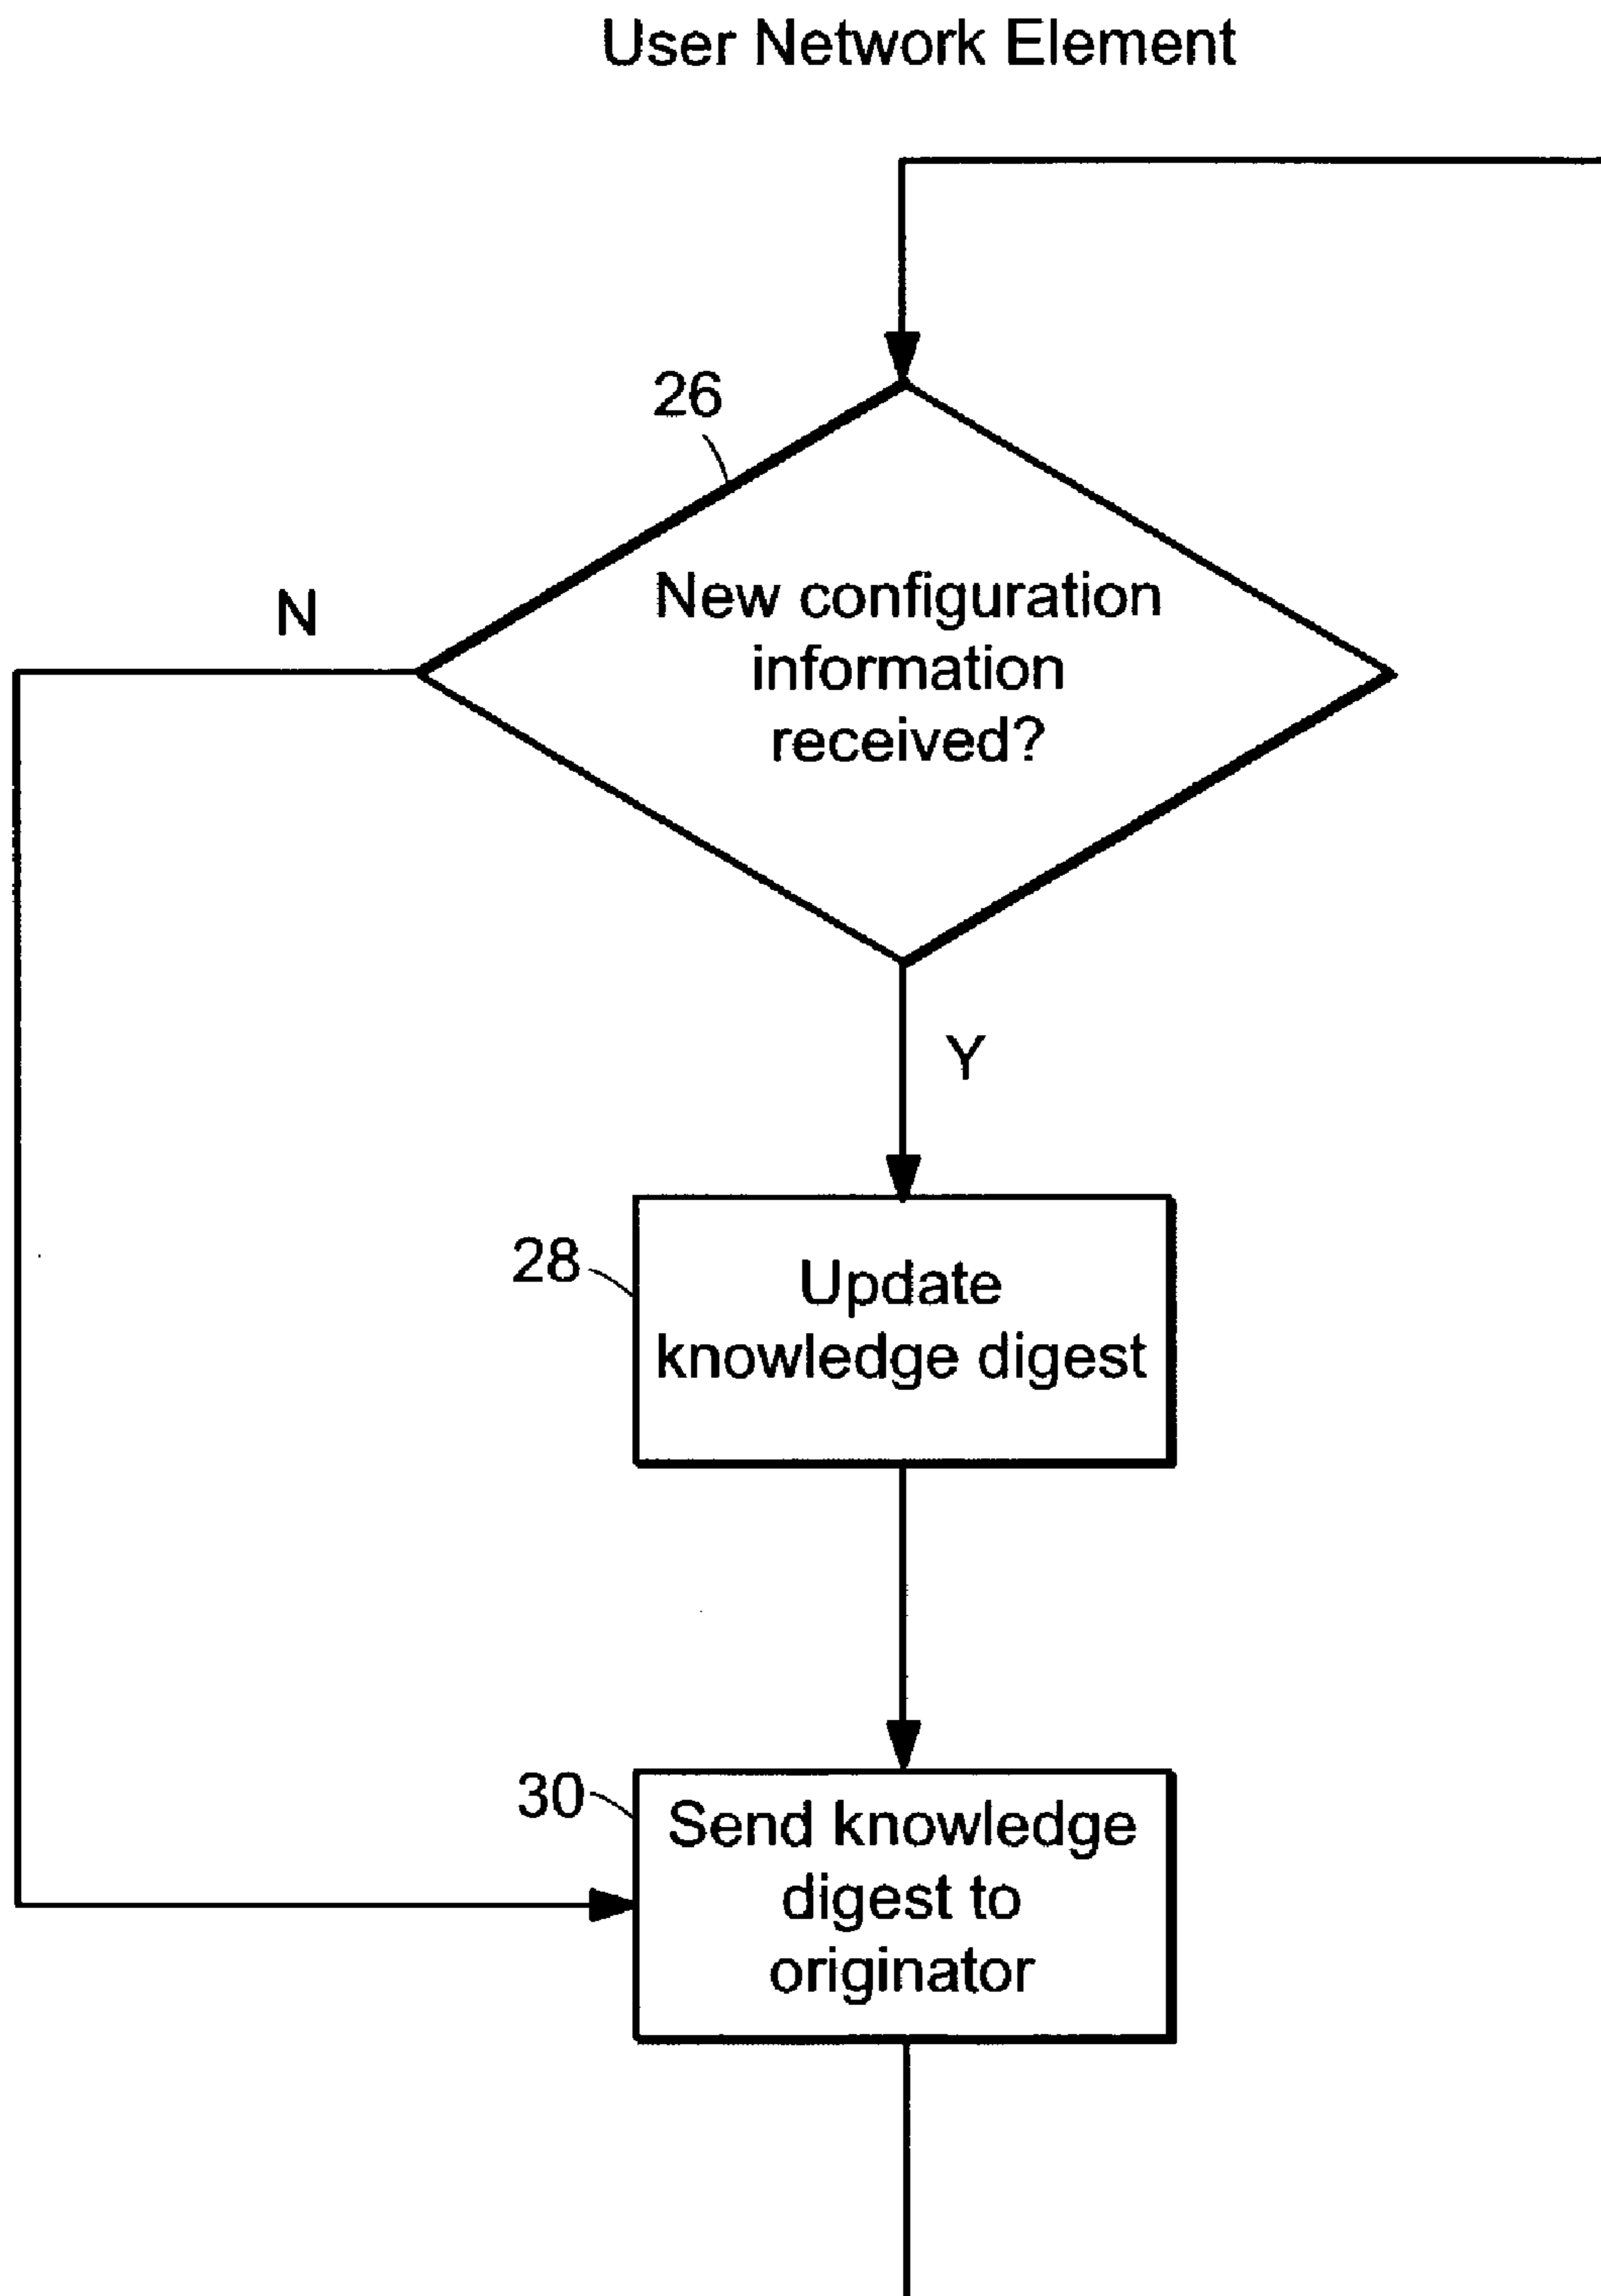 User Network Element
26
N
New configuration
information
received?
Y
28
Update
knowledge digest
30
Send knowledge
digest to
originator